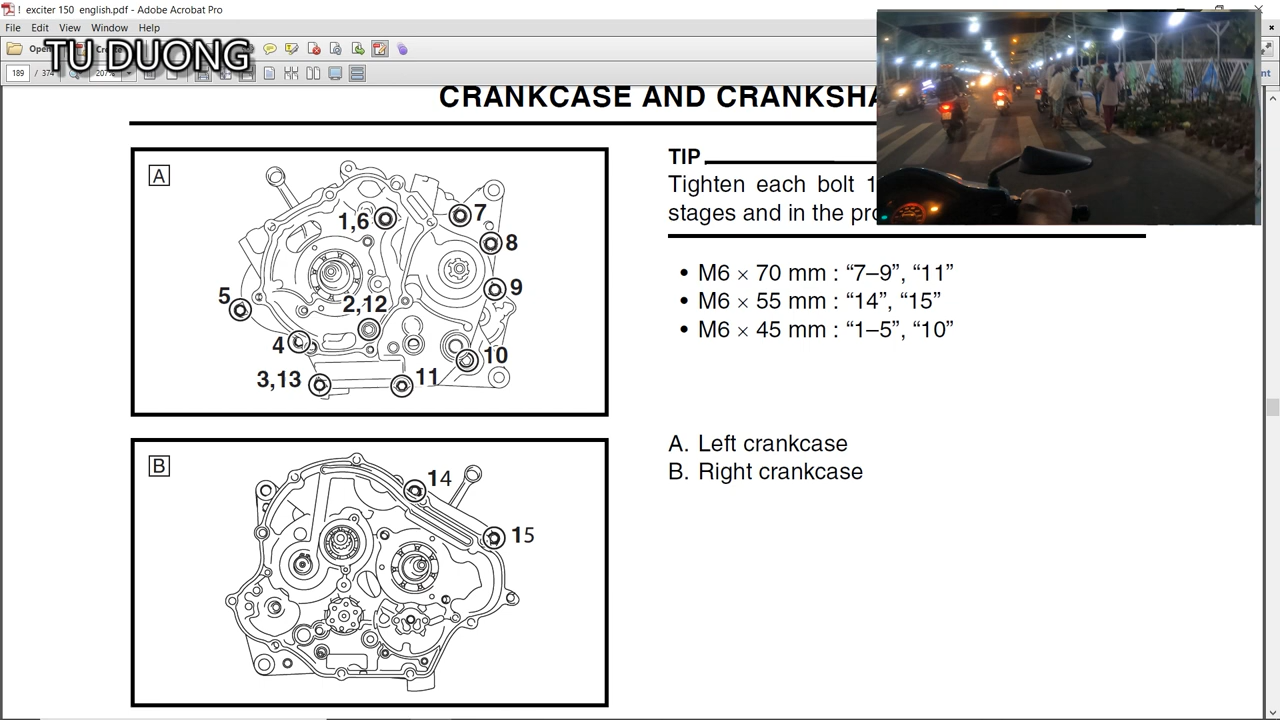 ! exciter 150 english.pdf - Adobe Acrobat Pro
File Edit View Window Help
Open
TU DUONG
189 / 374 207%
CRANKCASE AND CRANKSHA
A
1,6
7
8
5
9
2,12
4
10
3,13
11
TIP
Tighten each bolt 1
stages and in the pro
• M6 × 70 mm : “7–9”, “11”
• M6 × 55 mm : “14”, “15”
• M6 × 45 mm : “1–5”, “10”
B
14
15
A. Left crankcase
B. Right crankcase